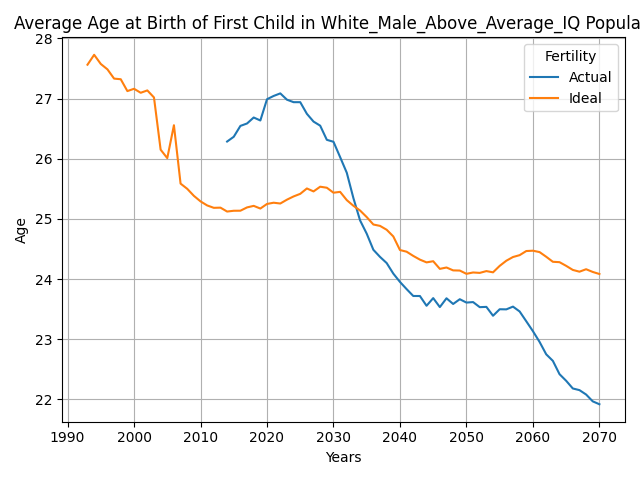 Average Age at Birth of First Child in White_Male_Above_Average_IQ Popula
28
27
26
25
24
23
22
Age
Fertility
Actual
Ideal
1990 2000 2010 2020 2030 2040 2050 2060 2070
Years